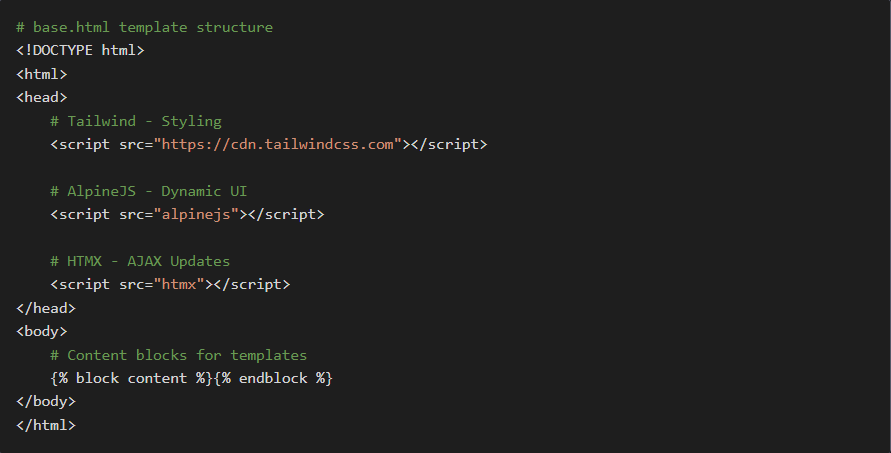 # base.html template structure
<!DOCTYPE html>
<html>
<head>
    # Tailwind - Styling
    <script src="https://cdn.tailwindcss.com"></script>

    # AlpineJS - Dynamic UI
    <script src="alpinejs"></script>

    # HTMX - AJAX Updates
    <script src="htmx"></script>
</head>
<body>
    # Content blocks for templates
    {% block content %}{% endblock %}
</body>
</html>